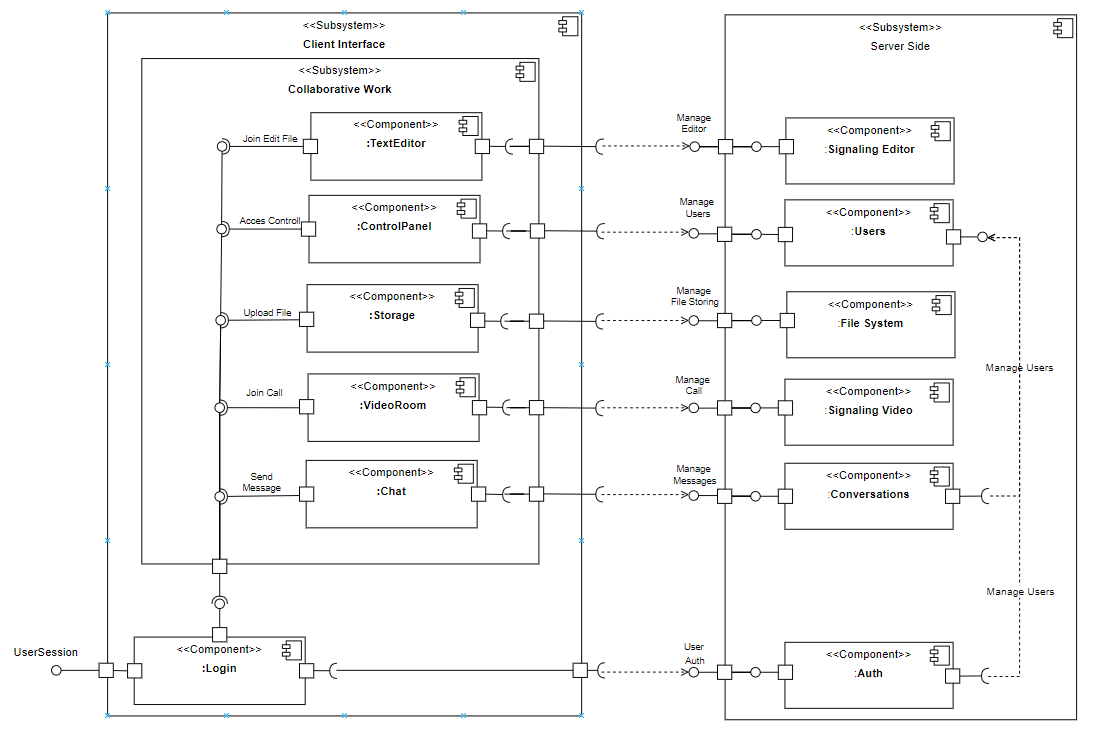 <<Subsystem>>
Client Interface
<<Subsystem>>
Collaborative Work
<<Subsystem>>
Server Side
Join Edit File
<<Component>>
:TextEditor
Manage
Editor
<<Component>>
:Signaling Editor
Acces Controll
<<Component>>
:ControlPanel
Manage
Users
<<Component>>
:Users
Upload File
<<Component>>
:Storage
Manage
File Storing
<<Component>>
:File System
Manage Users
Join Call
<<Component>>
:VideoRoom
Manage
Call
<<Component>>
:Signaling Video
Send
Message
<<Component>>
:Chat
Manage
Messages
<<Component>>
:Conversations
Manage Users
UserSession
<<Component>>
:Login
User
Auth
<<Component>>
:Auth